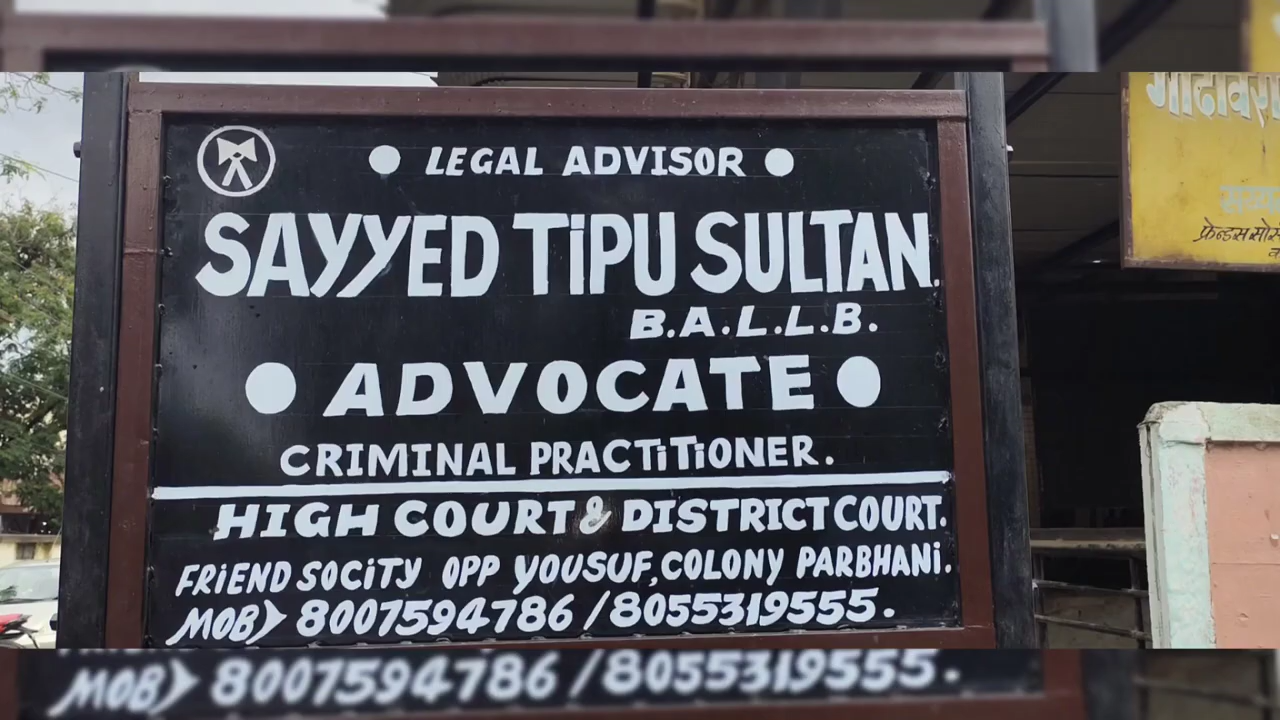 LEGAL ADVISOR
SAYYED TiPU SULTAN.
B.A.L.L.B.
ADVOCATE
CRIMINAL PRACTiTiONER.
HIGH COURT & DISTRICT COURT.
FRiEND SOCiTY OPP YOUSUF, COLONY PARBHANi.
MOB> 8007594786 / 8055319555.
MOB> 8007594786 / 8055319555.